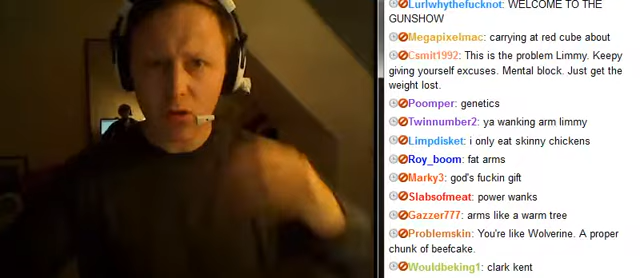 Lurlwhythefucknot: WELCOME TO THE
GUNSHOW
Megapixelmac: carrying at red cube about
Csmit1992: This is the problem Limmy. Keepy
giving yourself excuses. Mental block. Just get the
weight lost.
Poomper: genetics
Twinnumber2: ya wanking arm limmy
Limpdisket: i only eat skinny chickens
Roy_boom: fat arms
Marky3: god's fuckin gift
Slabsofmeat: power wanks
Gazzer777: arms like a warm tree
Problemskin: You're like Wolverine. A proper
chunk of beefcake.
Wouldbeking1: clark kent